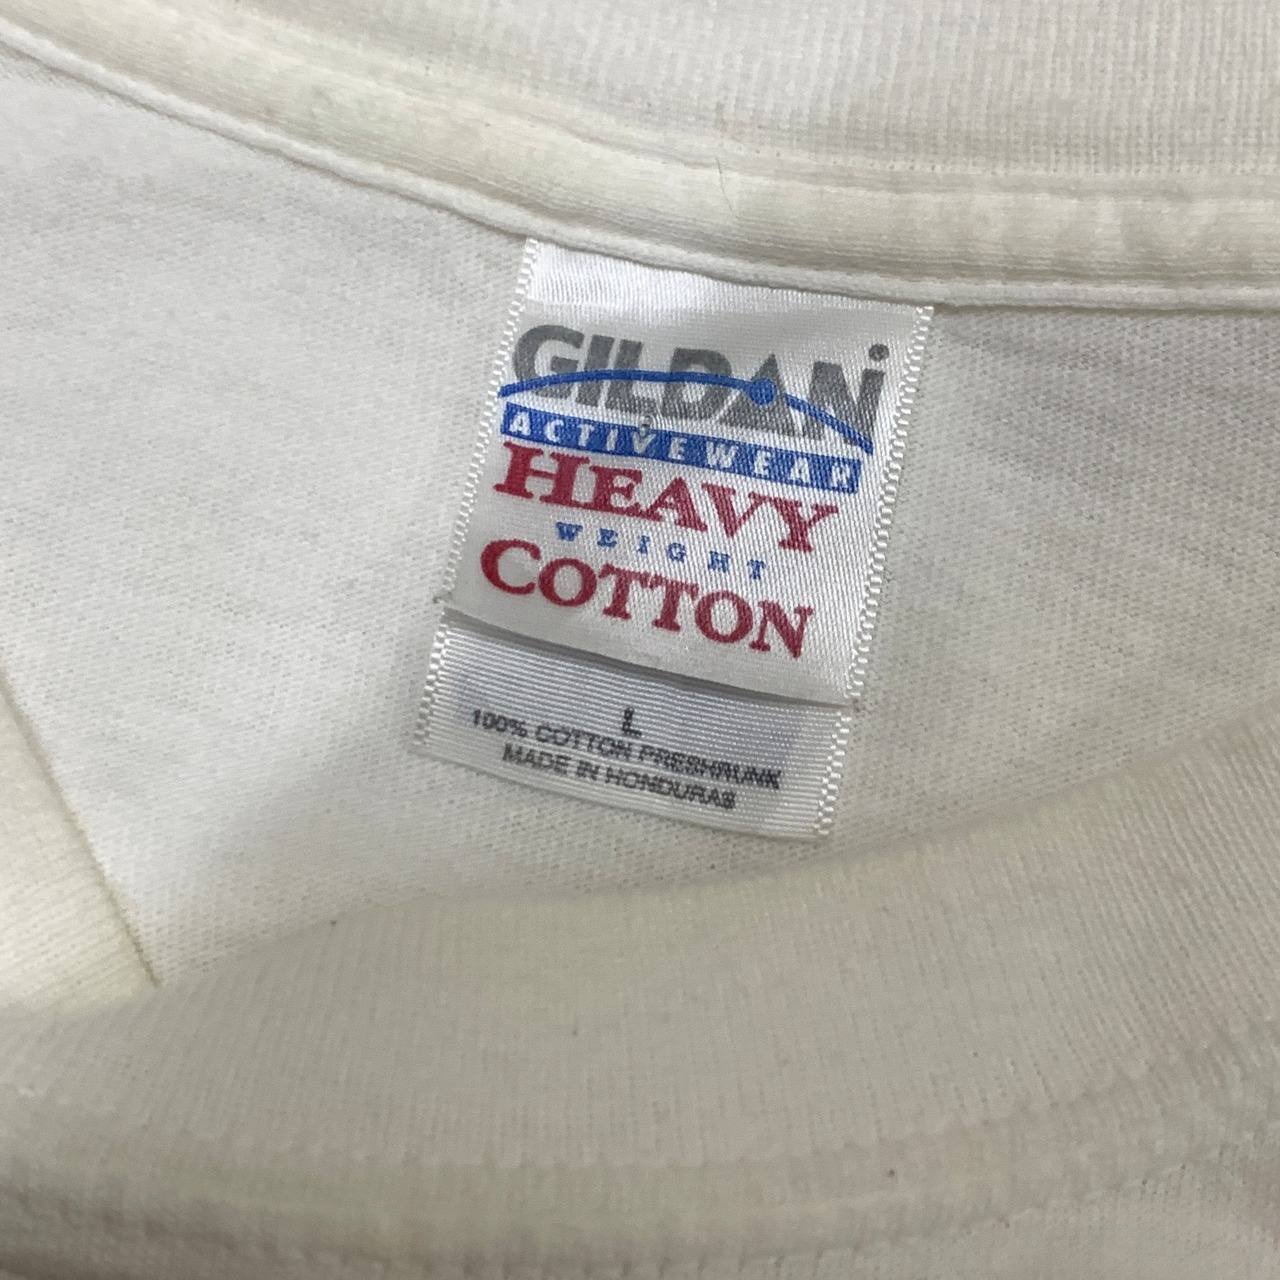 GILDAN
ACTIVEWEAR
HEAVY
WEIGHT
COTTON
L
100% COTTON PRESHRUNK
MADE IN HONDURAS